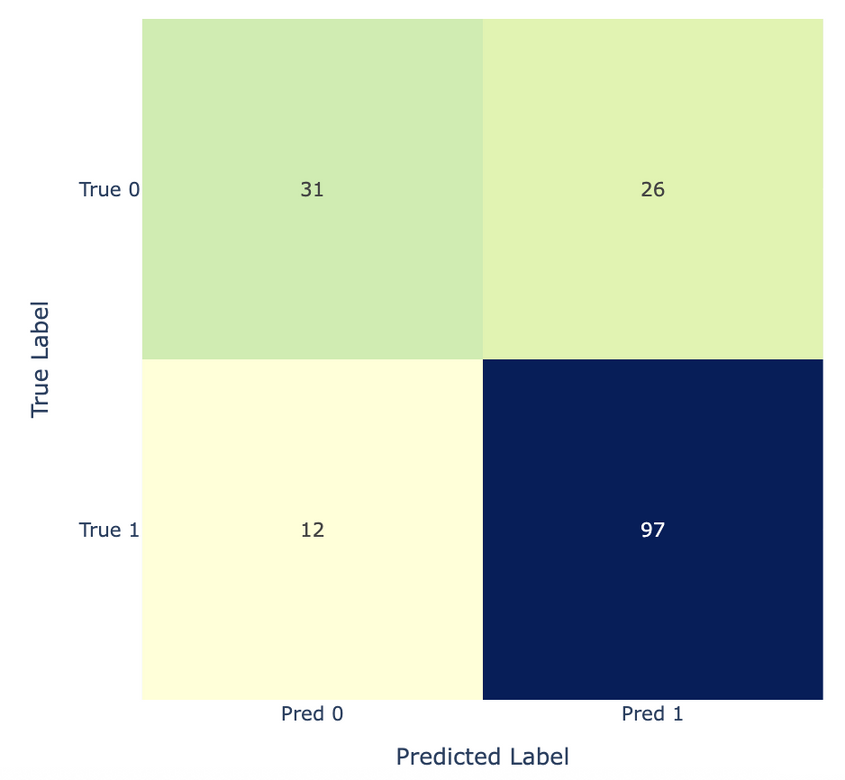 True 0
31
26
True Label
True 1
12
97
Pred 0
Pred 1
Predicted Label